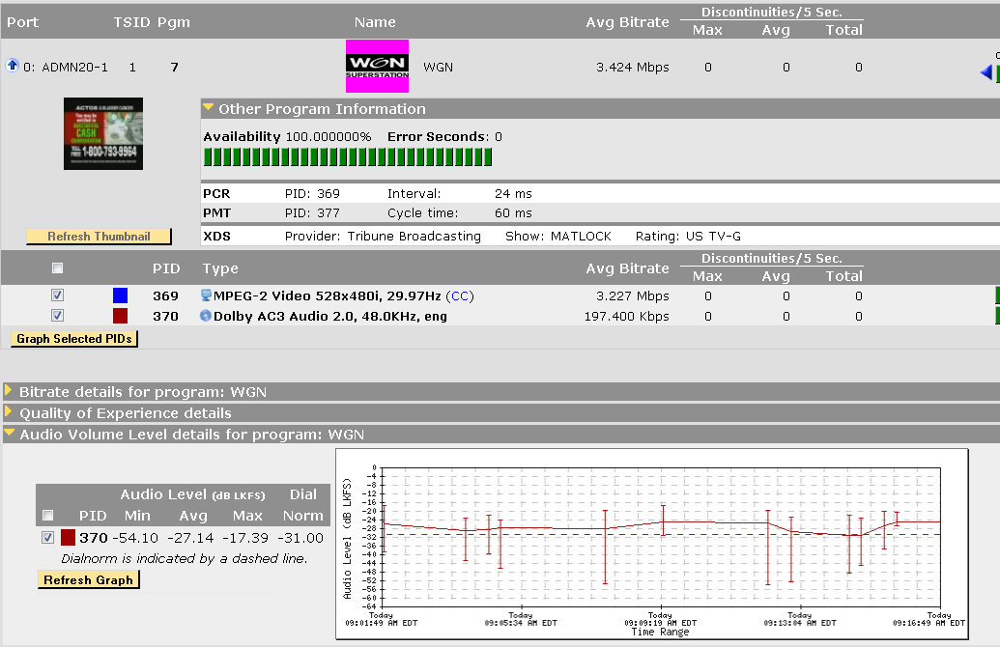 Port TSID Pgm Name Avg Bitrate Discontinuities/5 Sec.
Max Avg Total
0: ADMN20-1 1 7 WGN SUPERSTATION WGN 3.424 Mbps 0 0 0
ACTOS & BLADDER CANCER
You may be
entitled to
CASH
TOLL FREE 1-800-793-8964
Other Program Information
Availability 100.000000% Error Seconds: 0
PCR PID: 369 Interval: 24 ms
PMT PID: 377 Cycle time: 60 ms
Refresh Thumbnail
XDS Provider: Tribune Broadcasting Show: MATLOCK Rating: US TV-G
PID Type Avg Bitrate Discontinuities/5 Sec.
Max Avg Total
369 MPEG-2 Video 528x480i, 29.97Hz (CC) 3.227 Mbps 0 0 0
370 Dolby AC3 Audio 2.0, 48.0KHz, eng 197.400 Kbps 0 0 0
Graph Selected PIDs
Bitrate details for program: WGN
Quality of Experience details
Audio Volume Level details for program: WGN
Audio Level (dB LKFS) Dial
PID Min Avg Max Norm
370 -54.10 -27.14 -17.39 -31.00
Dialnorm is indicated by a dashed line.
Refresh Graph
Audio Level (dB LKFS)
0
-4
-8
-12
-16
-20
-24
-28
-32
-36
-40
-44
-48
-52
-56
-60
-64
Today Today Today Today Today
09:01:49 AM EDT 09:05:34 AM EDT 09:09:19 AM EDT 09:13:04 AM EDT 09:16:49 AM EDT
Time Range